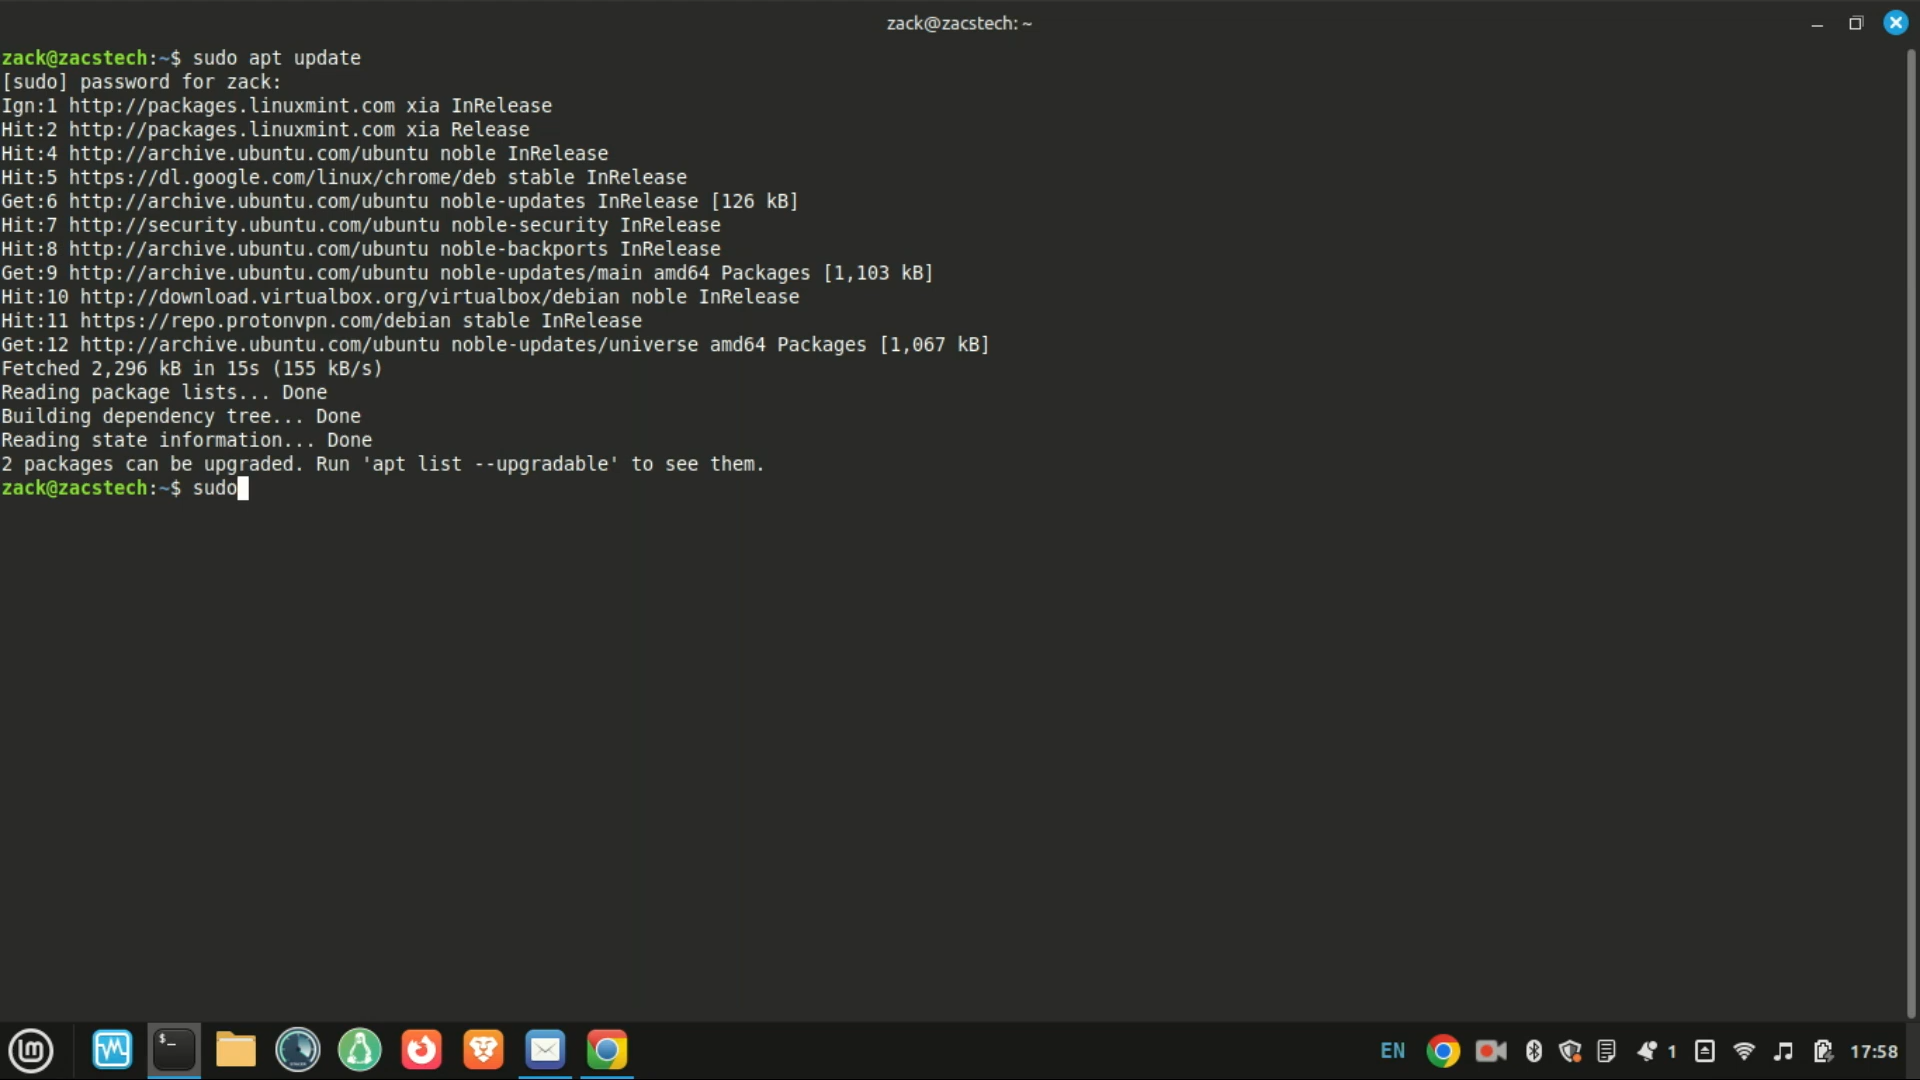 zack@zacstech: ~
zack@zacstech:~$ sudo apt update
[sudo] password for zack:
Ign:1 http://packages.linuxmint.com xia InRelease
Hit:2 http://packages.linuxmint.com xia Release
Hit:4 http://archive.ubuntu.com/ubuntu noble InRelease
Hit:5 https://dl.google.com/linux/chrome/deb stable InRelease
Get:6 http://archive.ubuntu.com/ubuntu noble-updates InRelease [126 kB]
Hit:7 http://security.ubuntu.com/ubuntu noble-security InRelease
Hit:8 http://archive.ubuntu.com/ubuntu noble-backports InRelease
Get:9 http://archive.ubuntu.com/ubuntu noble-updates/main amd64 Packages [1,103 kB]
Hit:10 http://download.virtualbox.org/virtualbox/debian noble InRelease
Hit:11 https://repo.protonvpn.com/debian stable InRelease
Get:12 http://archive.ubuntu.com/ubuntu noble-updates/universe amd64 Packages [1,067 kB]
Fetched 2,296 kB in 15s (155 kB/s)
Reading package lists... Done
Building dependency tree... Done
Reading state information... Done
2 packages can be upgraded. Run 'apt list --upgradable' to see them.
zack@zacstech:~$ sudo
$_
EN 1 17:58